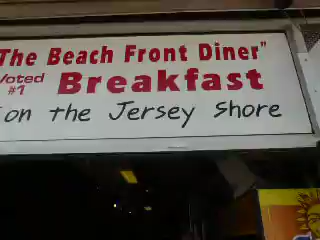 The Beach Front Diner"
Voted
#1
Breakfast
on the Jersey Shore